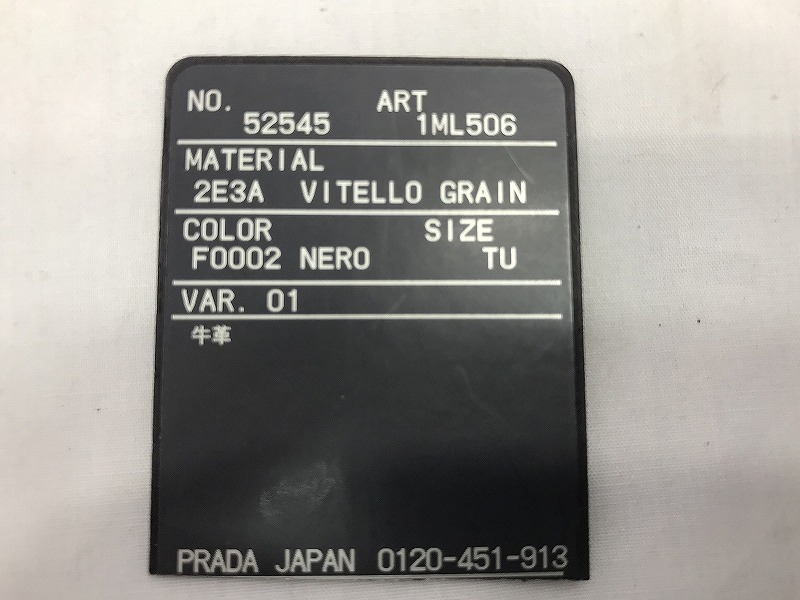 NO. ART
52545 1ML506
MATERIAL
2E3A VITELLO GRAIN
COLOR SIZE
F0002 NERO TU
VAR. 01
牛革
PRADA JAPAN 0120-451-913